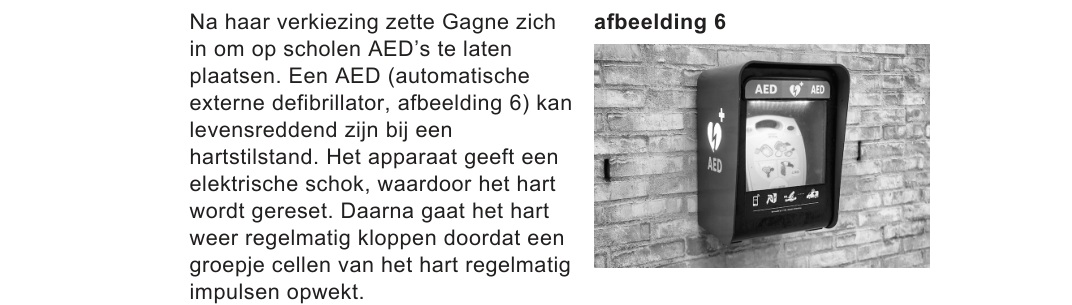 Na haar verkiezing zette Gagne zich
in om op scholen AED’s te laten
plaatsen. Een AED (automatische
externe defibrillator, afbeelding 6) kan
levensreddend zijn bij een
hartstilstand. Het apparaat geeft een
elektrische schok, waardoor het hart
wordt gereset. Daarna gaat het hart
weer regelmatig kloppen doordat een
groepje cellen van het hart regelmatig
impulsen opwekt.
afbeelding 6
AED AED
AED